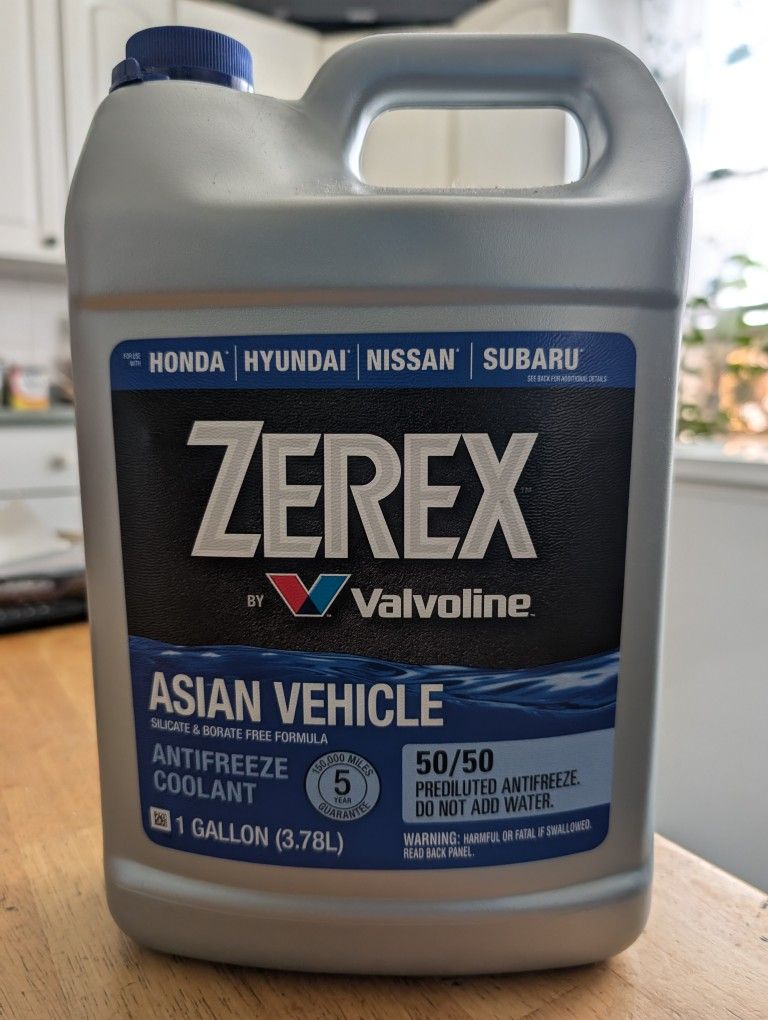 FOR USE WITH HONDA* | HYUNDAI* | NISSAN* | SUBARU*
SEE BACK FOR ADDITIONAL DETAILS
ZEREX™
BY Valvoline™
ASIAN VEHICLE
SILICATE & BORATE FREE FORMULA
ANTIFREEZE
COOLANT
150,000 MILES
5
YEAR
GUARANTEE
50/50
PREDILUTED ANTIFREEZE.
DO NOT ADD WATER.
1 GALLON (3.78L)
WARNING: HARMFUL OR FATAL IF SWALLOWED.
READ BACK PANEL.